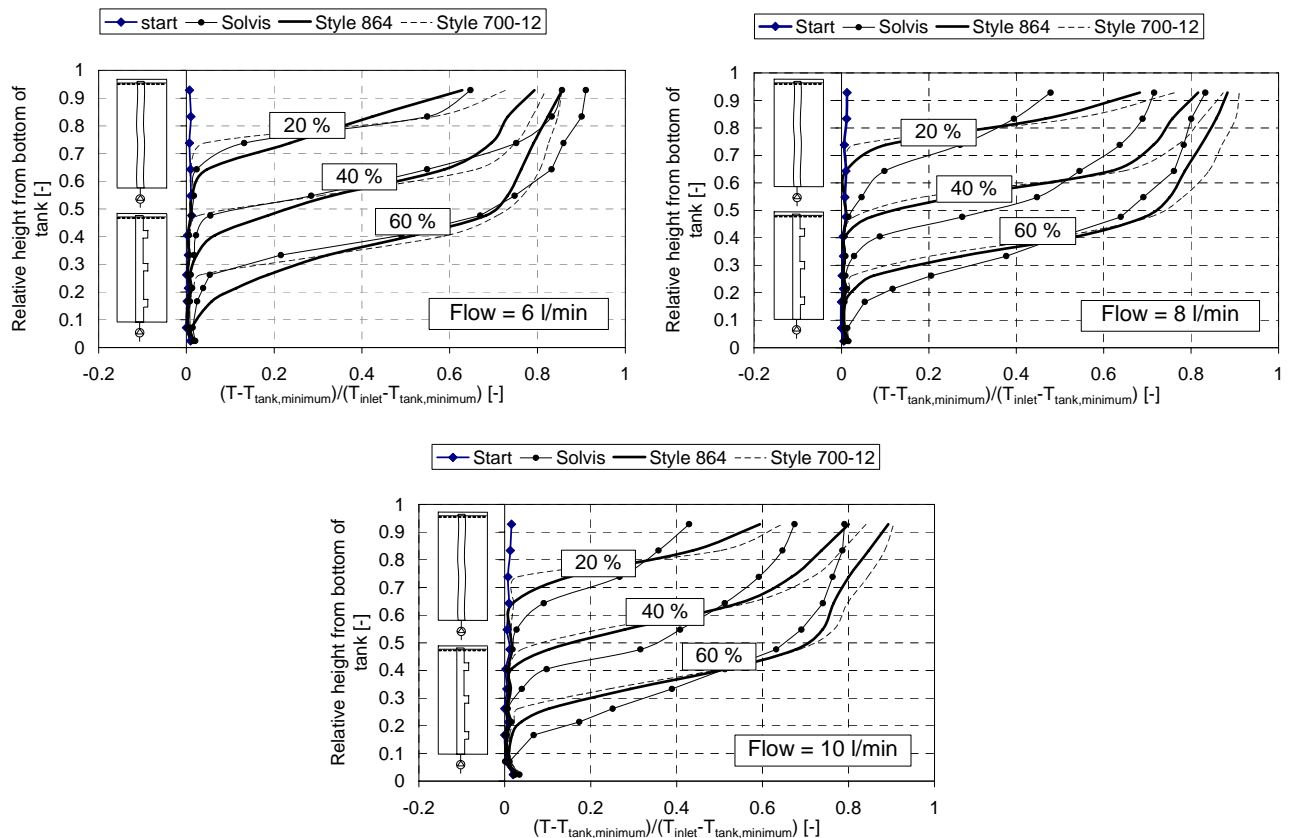 start Solvis Style 864 Style 700-12
Relative height from bottom of
tank [-]
1
0.9
0.8
0.7
0.6
0.5
0.4
0.3
0.2
0.1
0
20 %
40 %
60 %
Flow = 6 l/min
-0.2 0 0.2 0.4 0.6 0.8 1
(T-Ttank,minimum)/(Tinlet-Ttank,minimum) [-]
Start Solvis Style 864 Style 700-12
Relative height from bottom of
tank [-]
1
0.9
0.8
0.7
0.6
0.5
0.4
0.3
0.2
0.1
0
20 %
40 %
60 %
Flow = 8 l/min
-0.2 0 0.2 0.4 0.6 0.8 1
(T-Ttank,minimum)/(Tinlet-Ttank,minimum) [-]
Start Solvis Style 864 Style 700-12
Relative height from bottom of
tank [-]
1
0.9
0.8
0.7
0.6
0.5
0.4
0.3
0.2
0.1
0
20 %
40 %
60 %
Flow = 10 l/min
-0.2 0 0.2 0.4 0.6 0.8 1
(T-Ttank,minimum)/(Tinlet-Ttank,minimum) [-]